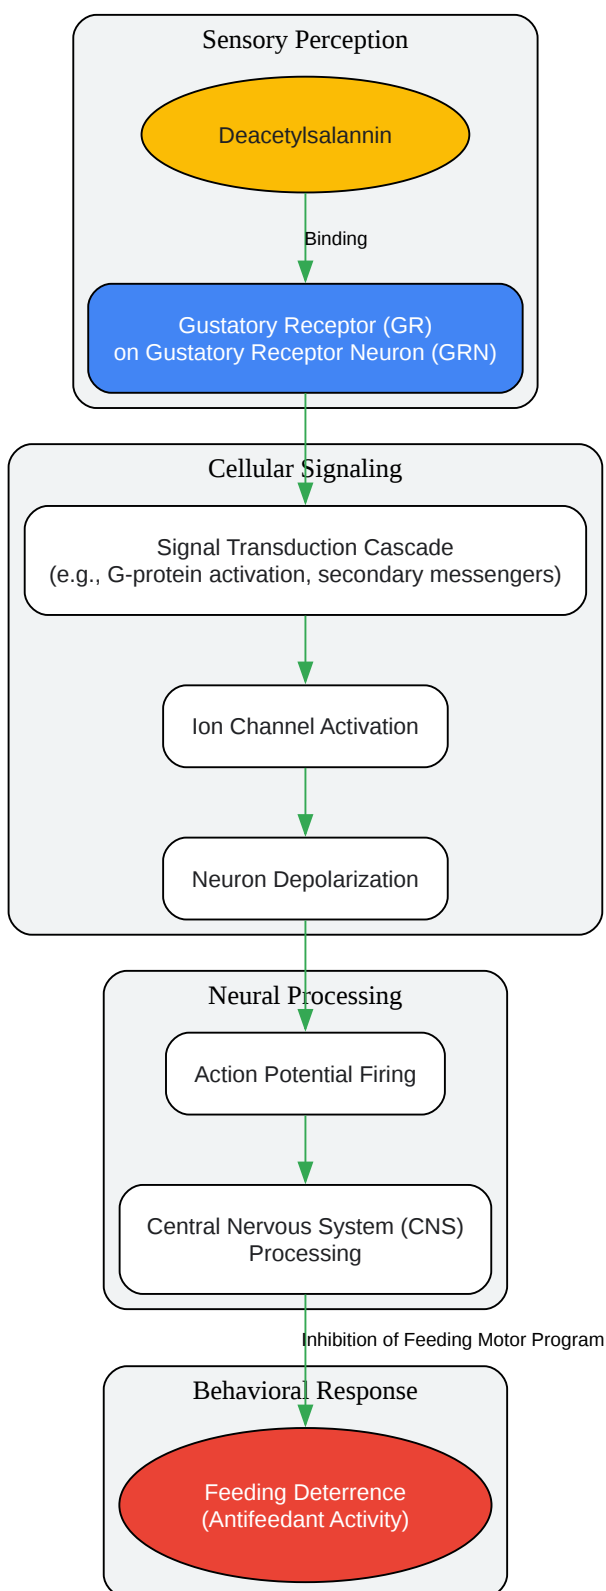 Sensory Perception
Deacetylsalannin
Binding
Gustatory Receptor (GR)
on Gustatory Receptor Neuron (GRN)
Cellular Signaling
Signal Transduction Cascade
(e.g., G-protein activation, secondary messengers)
Ion Channel Activation
Neuron Depolarization
Neural Processing
Action Potential Firing
Central Nervous System (CNS)
Processing
Inhibition of Feeding Motor Program
Behavioral Response
Feeding Deterrence
(Antifeedant Activity)